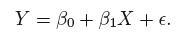 Y = β₀ + β₁X + ϵ.